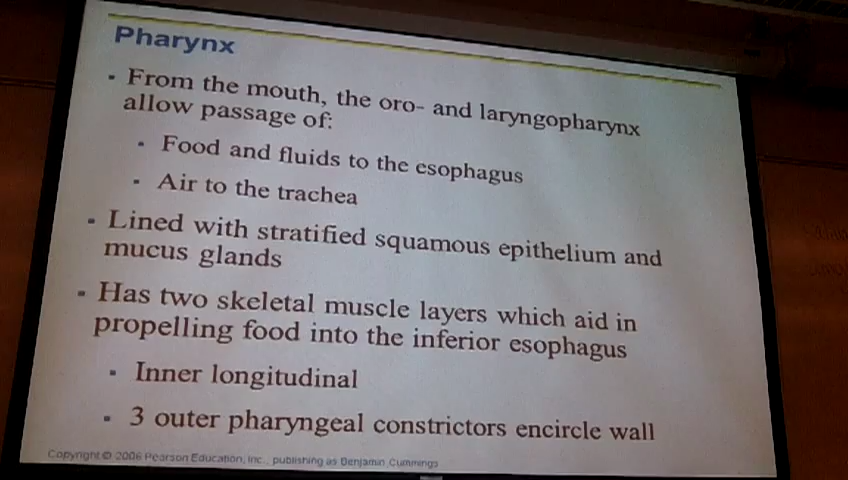 Pharynx
▪ From the mouth, the oro- and laryngopharynx
allow passage of:
▪ Food and fluids to the esophagus
▪ Air to the trachea
▪ Lined with stratified squamous epithelium and
mucus glands
▪ Has two skeletal muscle layers which aid in
propelling food into the inferior esophagus
▪ Inner longitudinal
▪ 3 outer pharyngeal constrictors encircle wall
Copyright © 2006 Pearson Education, Inc., publishing as Benjamin Cummings